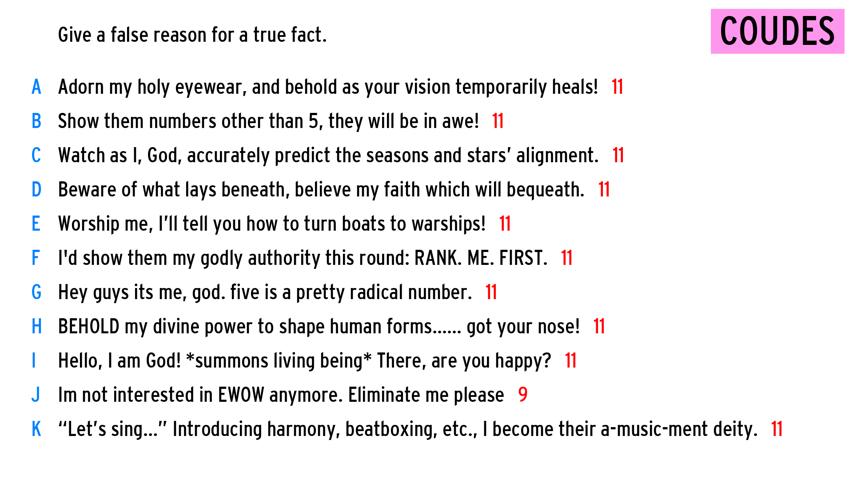 Give a false reason for a true fact.
COUDES
A Adorn my holy eyewear, and behold as your vision temporarily heals! 11
B Show them numbers other than 5, they will be in awe! 11
C Watch as I, God, accurately predict the seasons and stars’ alignment. 11
D Beware of what lays beneath, believe my faith which will bequeath. 11
E Worship me, I’ll tell you how to turn boats to warships! 11
F I'd show them my godly authority this round: RANK. ME. FIRST. 11
G Hey guys its me, god. five is a pretty radical number. 11
H BEHOLD my divine power to shape human forms...... got your nose! 11
I Hello, I am God! *summons living being* There, are you happy? 11
J Im not interested in EWOW anymore. Eliminate me please 9
K “Let’s sing...” Introducing harmony, beatboxing, etc., I become their a-music-ment deity. 11